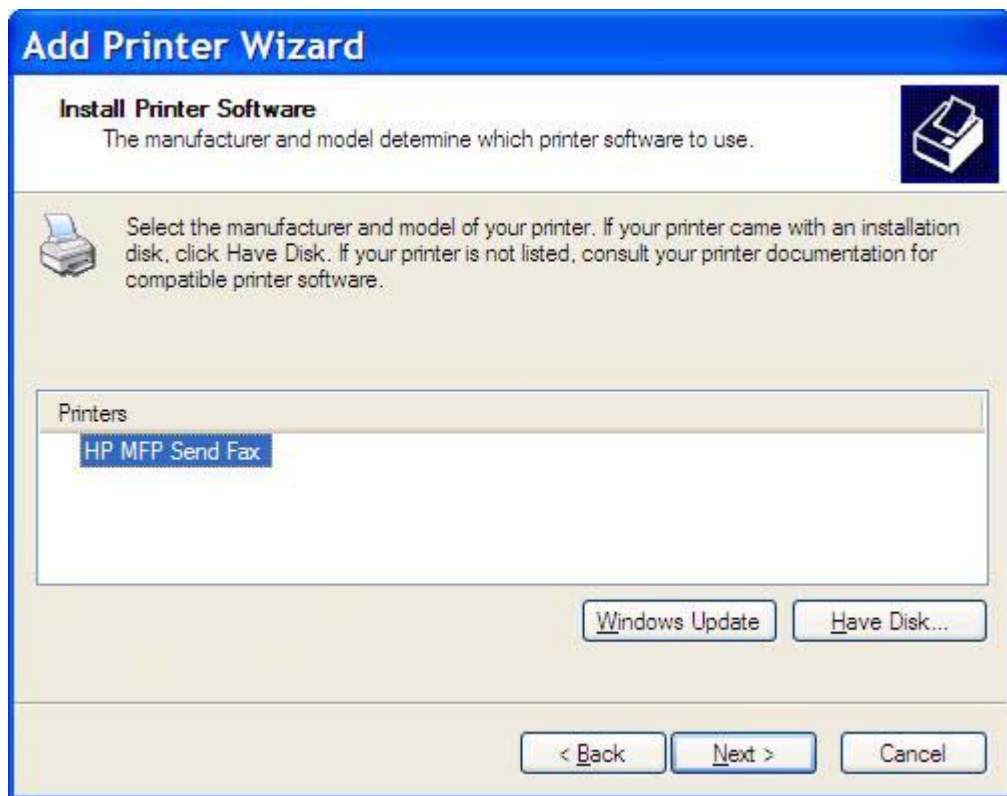 Add Printer Wizard
Install Printer Software
The manufacturer and model determine which printer software to use.
Select the manufacturer and model of your printer. If your printer came with an installation
disk, click Have Disk. If your printer is not listed, consult your printer documentation for
compatible printer software.
Printers
HP MFP Send Fax
Windows Update
Have Disk...
< Back
Next >
Cancel